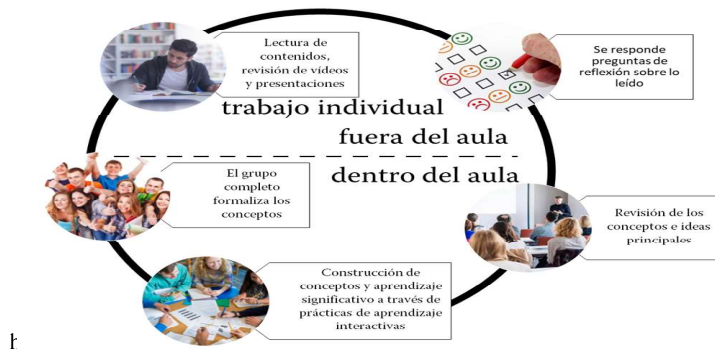 Lectura de
contenidos,
revisión de vídeos
y presentaciones
Se responde
preguntas de
reflexión sobre lo
leído
trabajo individual
fuera del aula
dentro del aula
El grupo
completo
formaliza los
conceptos
Revisión de los
conceptos e ideas
principales
Construcción de
conceptos y aprendizaje
significativo a través de
prácticas de aprendizaje
interactivas